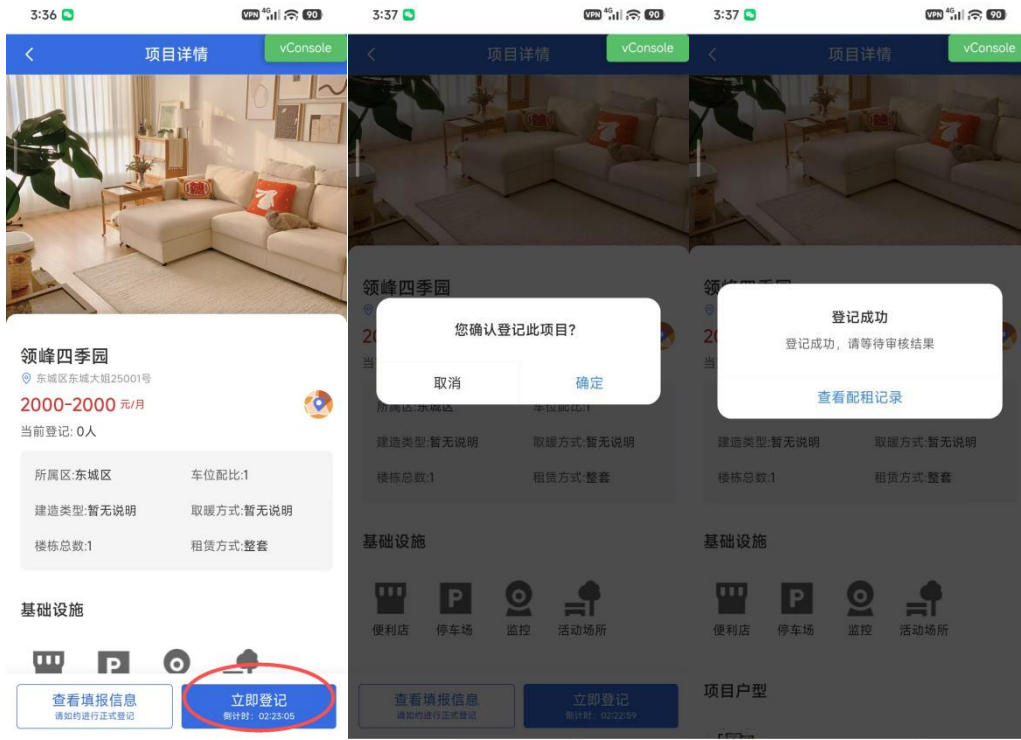 3:36
VPN 4G 90
项目详情
vConsole
领峰四季园
东城区东城大姐25001号
2000-2000 元/月
当前登记: 0人
所属区:东城区
车位配比:1
建造类型:暂无说明
取暖方式:暂无说明
楼栋总数:1
租赁方式:整套
基础设施
P
查看填报信息
请如约进行正式登记
立即登记
倒计时: 02:23:05
3:37
VPN 4G 90
项目详情
vConsole
领峰四季园
您确认登记此项目?
取消
确定
所属区:东城区
车位配比:1
建造类型:暂无说明
取暖方式:暂无说明
楼栋总数:1
租赁方式:整套
基础设施
P
便利店
停车场
监控
活动场所
查看填报信息
请如约进行正式登记
立即登记
倒计时: 02:22:59
3:37
VPN 4G 90
项目详情
vConsole
登记成功
登记成功，请等待审核结果
查看配租记录
建造类型:暂无说明
取暖方式:暂无说明
楼栋总数:1
租赁方式:整套
基础设施
P
便利店
停车场
监控
活动场所
项目户型